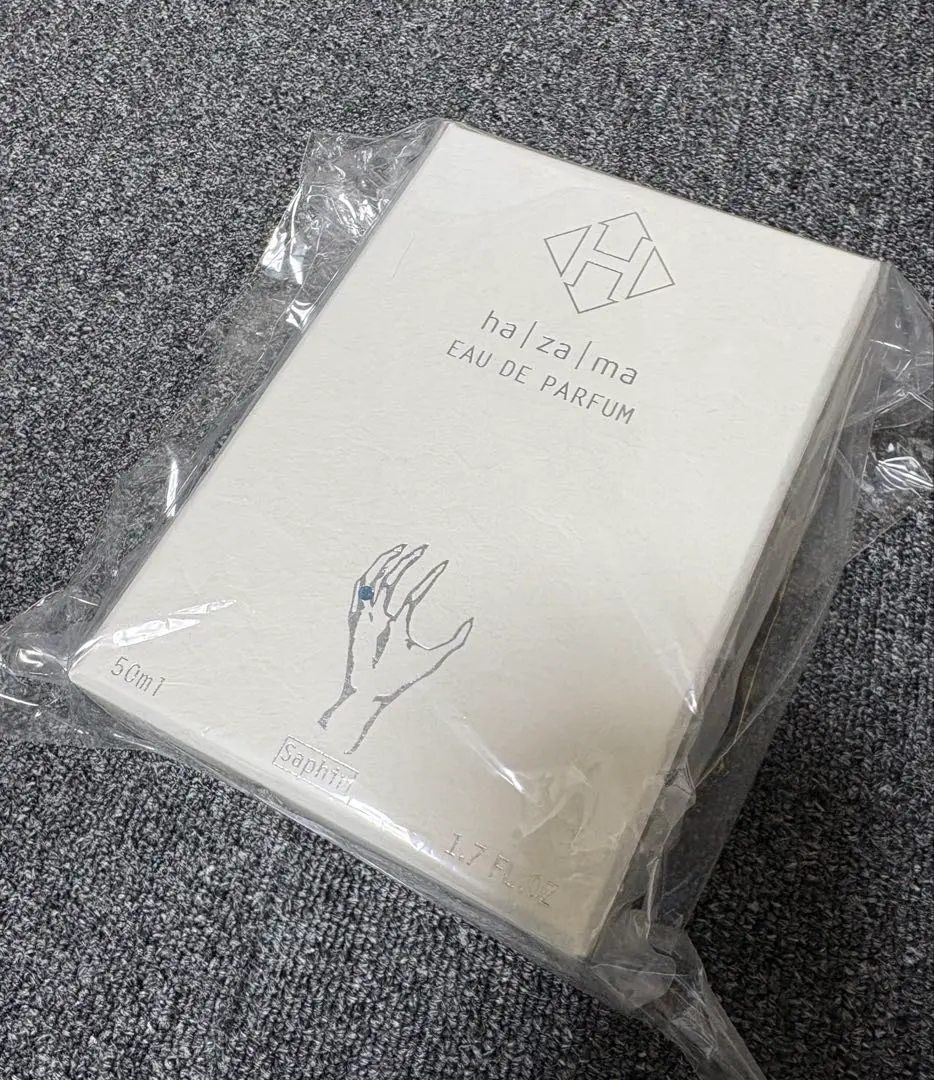 H
ha|za|ma
EAU DE PARFUM
50ml
Saphir
1.7 FL.OZ